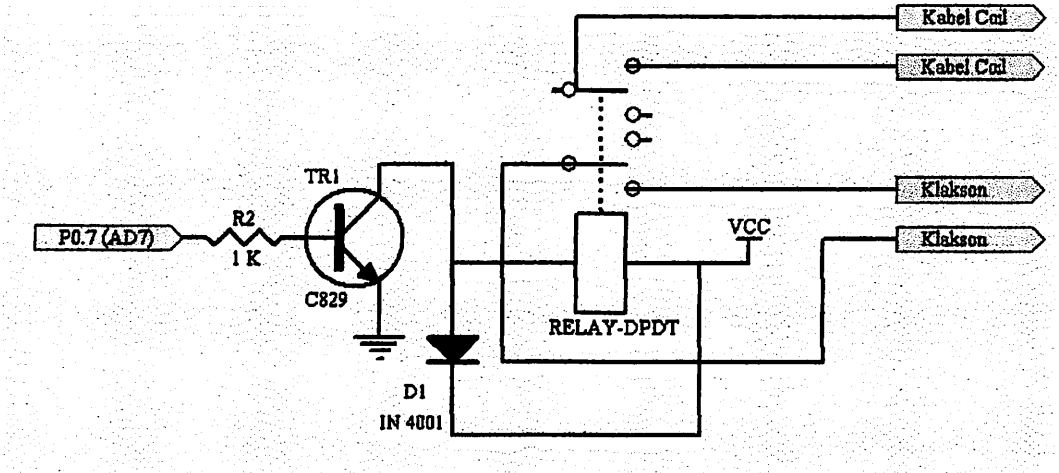 Kabel Coil
Kabel Coil
TR1
Klakson
R2
P0.7 (AD7)
VCC
Klakson
1 K
C829
RELAY-DPDT
D1
IN 4001